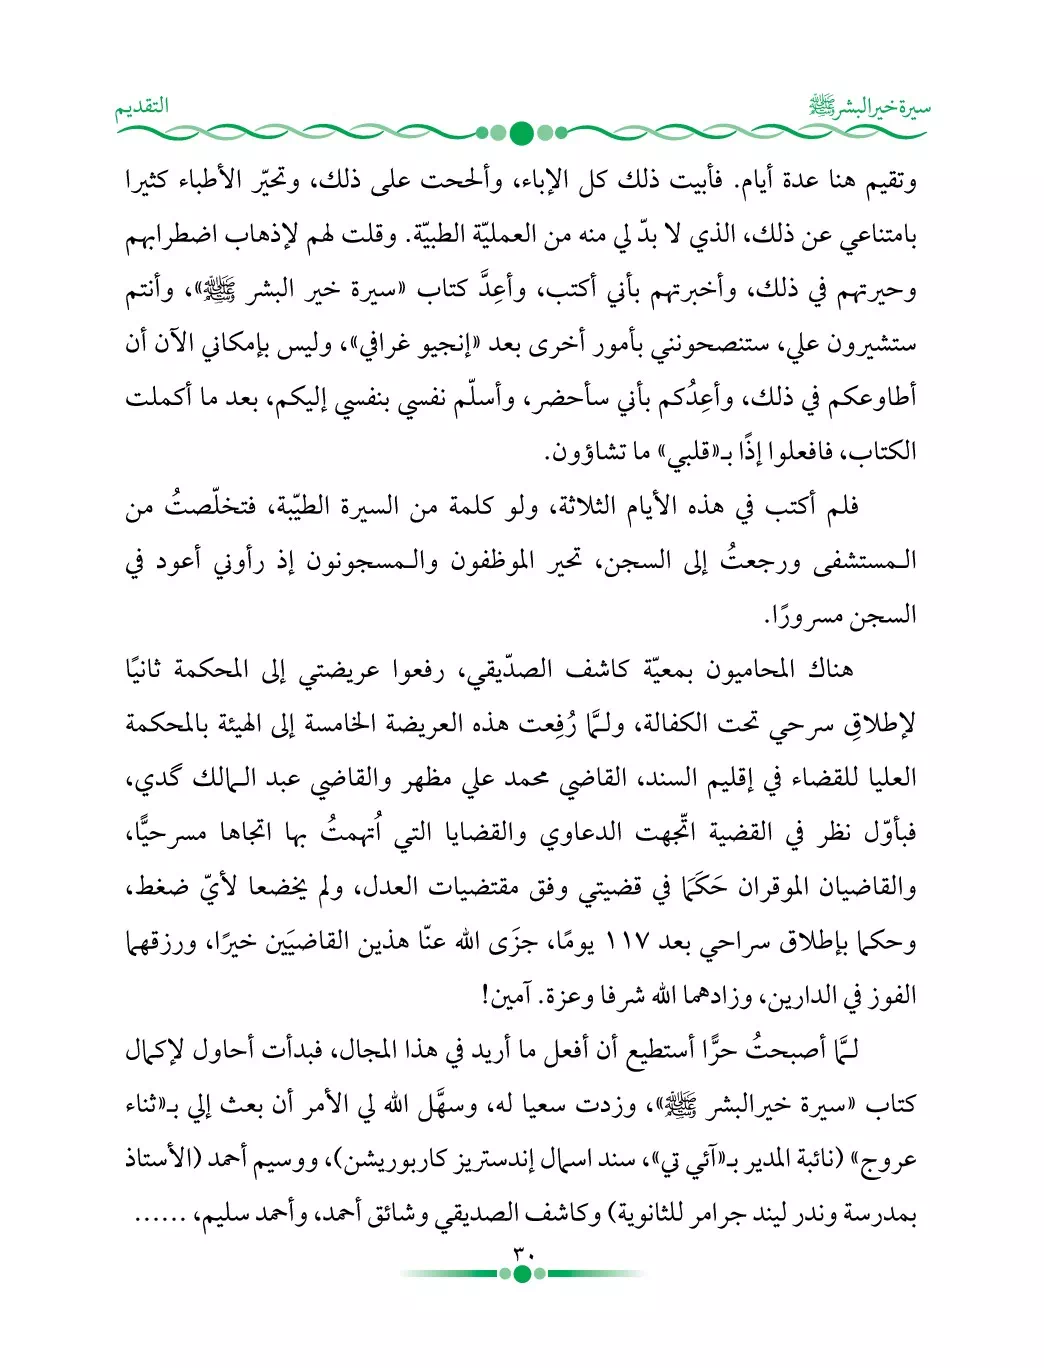 سيرة خير البشر ﷺ
التقديم
وتقيم هنا عدة أيام. فأبيت ذلك كل الإباء، وألححت على ذلك، وتحيّر الأطباء كثيرا
بامتناعي عن ذلك، الذي لا بدّ لي منه من العمليّة الطبيّة. وقلت لهم لإذهاب اضطرابهم
وحيرتهم في ذلك، وأخبرتهم بأني أكتب، وأعِدَّ كتاب «سيرة خير البشر ﷺ»، وأنتم
ستشيرون علي، ستنصحونني بأمور أخرى بعد «إنجيو غرافي»، وليس بإمكاني الآن أن
أطاوعكم في ذلك، وأعِدُكم بأني سأحضر، وأسلّم نفسي بنفسي إليكم، بعد ما أكملت
الكتاب، فافعلوا إذًا بـ«قلبي» ما تشاؤون.
فلم أكتب في هذه الأيام الثلاثة، ولو كلمة من السيرة الطيّبة، فتخلّصتُ من
الـمستشفى ورجعتُ إلى السجن، تحير الموظفون والـمسجونون إذ رأوني أعود في
السجن مسرورًا.
هناك المحاميون بمعيّة كاشف الصدّيقي، رفعوا عريضتي إلى المحكمة ثانيًا
لإطلاقِ سرحي تحت الكفالة، ولـمَّا رُفِعت هذه العريضة الخامسة إلى الهيئة بالمحكمة
العليا للقضاء في إقليم السند، القاضي محمد علي مظهر والقاضي عبد الـمالك گدي،
فبأوّل نظر في القضية اتّجهت الدعاوي والقضايا التي اُتهمتُ بها اتجاها مسرحيًّا،
والقاضيان الموقران حَكَمَا في قضيتي وفق مقتضيات العدل، ولم يخضعا لأيّ ضغط،
وحكما بإطلاق سراحي بعد ١١٧ يومًا، جزَى الله عنّا هذين القاضيَين خيرًا، ورزقهما
الفوز في الدارين، وزادهما الله شرفا وعزة. آمين!
لـمَّا أصبحتُ حرًّا أستطيع أن أفعل ما أريد في هذا المجال، فبدأت أحاول لإكمال
كتاب «سيرة خيرالبشر ﷺ»، وزدت سعيا له، وسهَّل الله لي الأمر أن بعث إلي بـ«ثناء
عروج» (نائبة المدير بـ«آئي تي»، سند اسمال إندستريز كاربوريشن)، ووسيم أحمد (الأستاذ
بمدرسة وندر ليند جرامر للثانوية) وكاشف الصديقي وشائق أحمد، وأحمد سليم، ......
٣٠